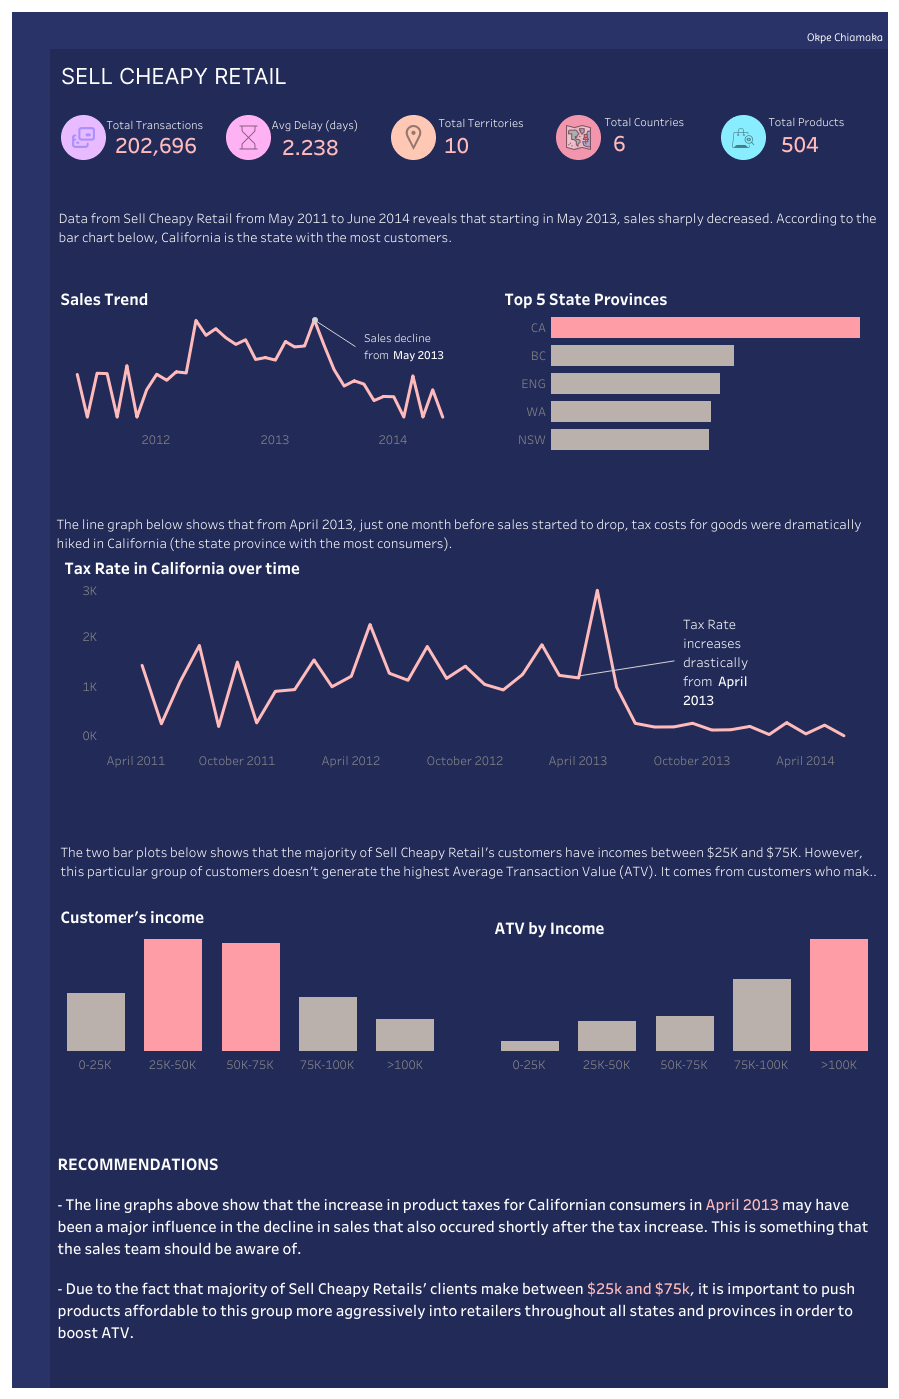 Okpe Chiamaka
SELL CHEAPY RETAIL
Total Transactions
202,696
Avg Delay (days)
2.238
Total Territories
10
Total Countries
6
Total Products
504
Data from Sell Cheapy Retail from May 2011 to June 2014 reveals that starting in May 2013, sales sharply decreased. According to the
bar chart below, California is the state with the most customers.
Sales Trend
Sales decline
from May 2013
2012
2013
2014
Top 5 State Provinces
CA
BC
ENG
WA
NSW
The line graph below shows that from April 2013, just one month before sales started to drop, tax costs for goods were dramatically
hiked in California (the state province with the most consumers).
Tax Rate in California over time
3K
2K
1K
0K
Tax Rate
increases
drastically
from April
2013
April 2011
October 2011
April 2012
October 2012
April 2013
October 2013
April 2014
The two bar plots below shows that the majority of Sell Cheapy Retail's customers have incomes between $25K and $75K. However,
this particular group of customers doesn't generate the highest Average Transaction Value (ATV). It comes from customers who mak..
Customer's income
0-25K
25K-50K
50K-75K
75K-100K
>100K
ATV by Income
0-25K
25K-50K
50K-75K
75K-100K
>100K
RECOMMENDATIONS
- The line graphs above show that the increase in product taxes for Californian consumers in April 2013 may have
been a major influence in the decline in sales that also occured shortly after the tax increase. This is something that
the sales team should be aware of.
- Due to the fact that majority of Sell Cheapy Retails' clients make between $25k and $75k, it is important to push
products affordable to this group more aggressively into retailers throughout all states and provinces in order to
boost ATV.